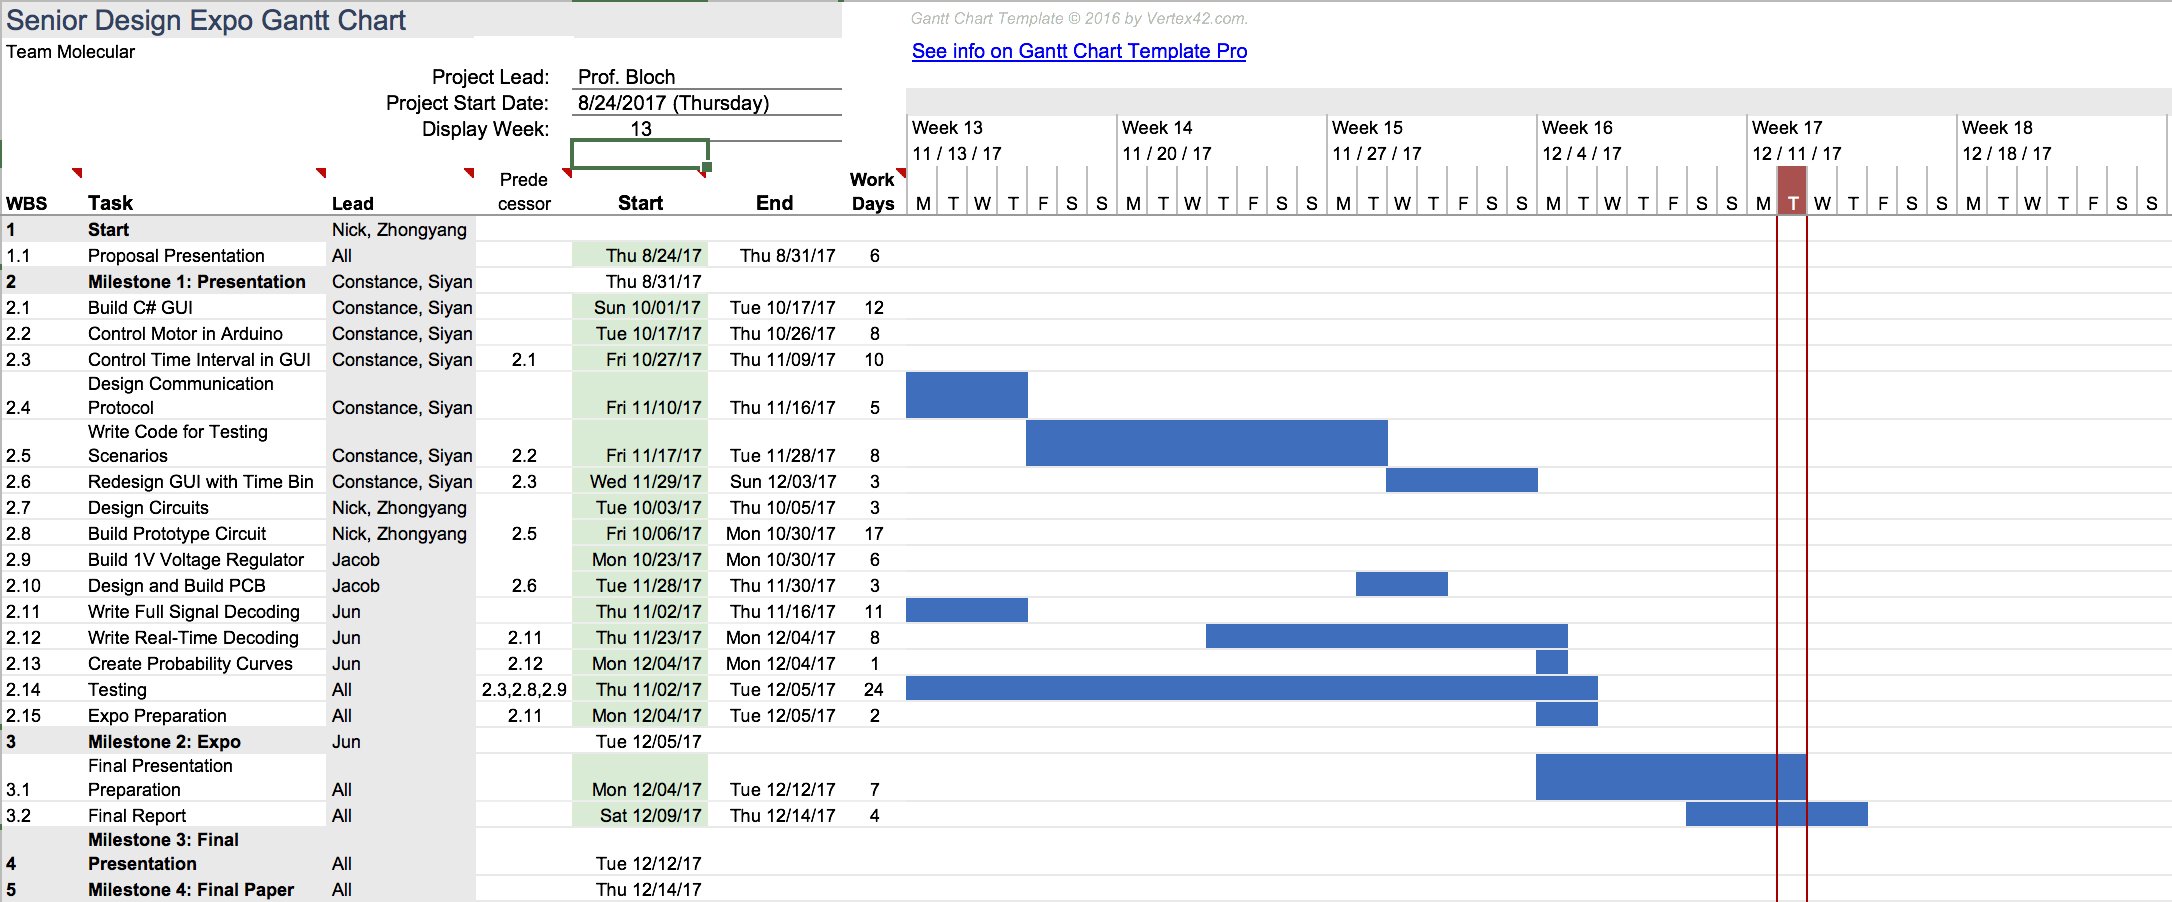 Senior Design Expo Gantt Chart
Gantt Chart Template © 2016 by Vertex42.com.
Team Molecular
See info on Gantt Chart Template Pro
Project Lead: Prof. Bloch
Project Start Date: 8/24/2017 (Thursday)
Display Week: 13
Week 13 Week 14 Week 15 Week 16 Week 17 Week 18
11 / 13 / 17 11 / 20 / 17 11 / 27 / 17 12 / 4 / 17 12 / 11 / 17 12 / 18 / 17
WBS Task Lead Prede cessor Start End Work Days M T W T F S S M T W T F S S M T W T F S S M T W T F S S M T W T F S S M T W T F S S
1 Start Nick, Zhongyang
1.1 Proposal Presentation All Thu 8/24/17 Thu 8/31/17 6
2 Milestone 1: Presentation Constance, Siyan Thu 8/31/17
2.1 Build C# GUI Constance, Siyan Sun 10/01/17 Tue 10/17/17 12
2.2 Control Motor in Arduino Constance, Siyan Tue 10/17/17 Thu 10/26/17 8
2.3 Control Time Interval in GUI Constance, Siyan 2.1 Fri 10/27/17 Thu 11/09/17 10
Design Communication
2.4 Protocol Constance, Siyan Fri 11/10/17 Thu 11/16/17 5
Write Code for Testing
2.5 Scenarios Constance, Siyan 2.2 Fri 11/17/17 Tue 11/28/17 8
2.6 Redesign GUI with Time Bin Constance, Siyan 2.3 Wed 11/29/17 Sun 12/03/17 3
2.7 Design Circuits Nick, Zhongyang Tue 10/03/17 Thu 10/05/17 3
2.8 Build Prototype Circuit Nick, Zhongyang 2.5 Fri 10/06/17 Mon 10/30/17 17
2.9 Build 1V Voltage Regulator Jacob Mon 10/23/17 Mon 10/30/17 6
2.10 Design and Build PCB Jacob 2.6 Tue 11/28/17 Thu 11/30/17 3
2.11 Write Full Signal Decoding Jun Thu 11/02/17 Thu 11/16/17 11
2.12 Write Real-Time Decoding Jun 2.11 Thu 11/23/17 Mon 12/04/17 8
2.13 Create Probability Curves Jun 2.12 Mon 12/04/17 Mon 12/04/17 1
2.14 Testing All 2.3,2.8,2.9 Thu 11/02/17 Tue 12/05/17 24
2.15 Expo Preparation All 2.11 Mon 12/04/17 Tue 12/05/17 2
3 Milestone 2: Expo Jun Tue 12/05/17
Final Presentation
3.1 Preparation All Mon 12/04/17 Tue 12/12/17 7
3.2 Final Report All Sat 12/09/17 Thu 12/14/17 4
Milestone 3: Final
4 Presentation All Tue 12/12/17
5 Milestone 4: Final Paper All Thu 12/14/17